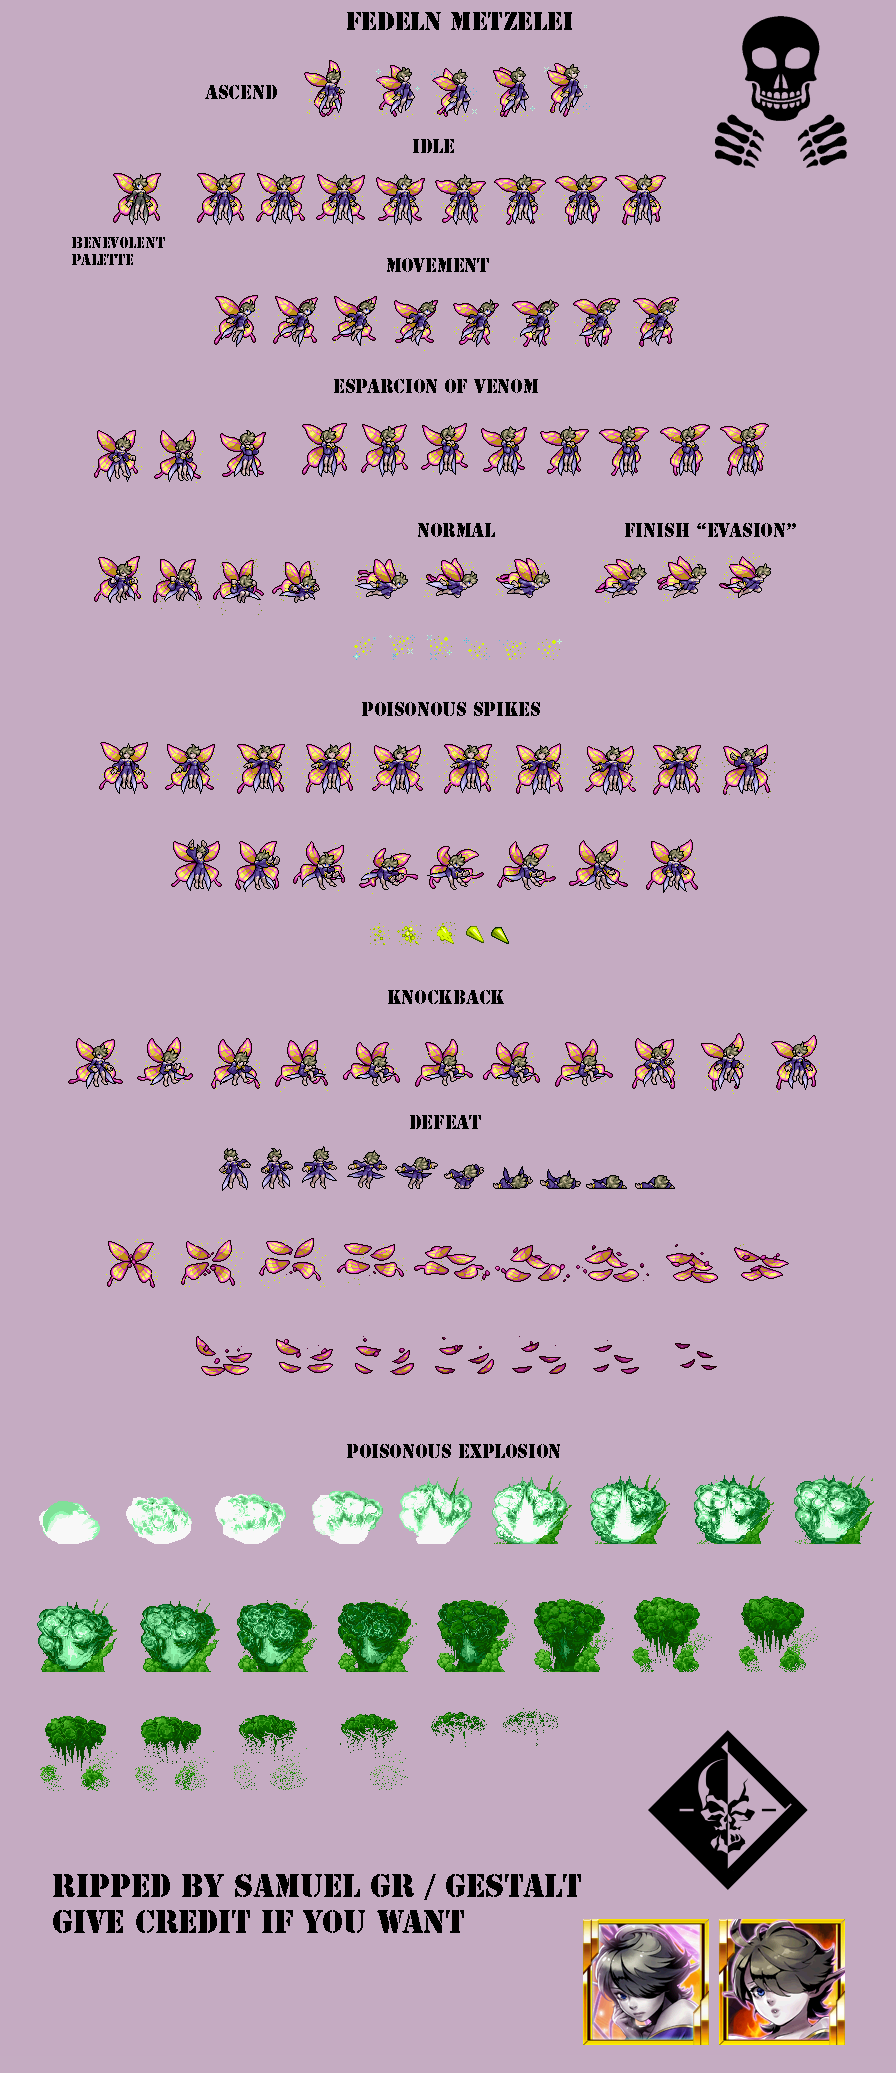 FEDELN METZELEI
ASCEND
IDLE
BENEVOLENT
PALETTE
MOVEMENT
ESPARCION OF VENOM
NORMAL
FINISH “EVASION”
POISONOUS SPIKES
KNOCKBACK
DEFEAT
POISONOUS EXPLOSION
RIPPED BY SAMUEL GR / GESTALT
GIVE CREDIT IF YOU WANT